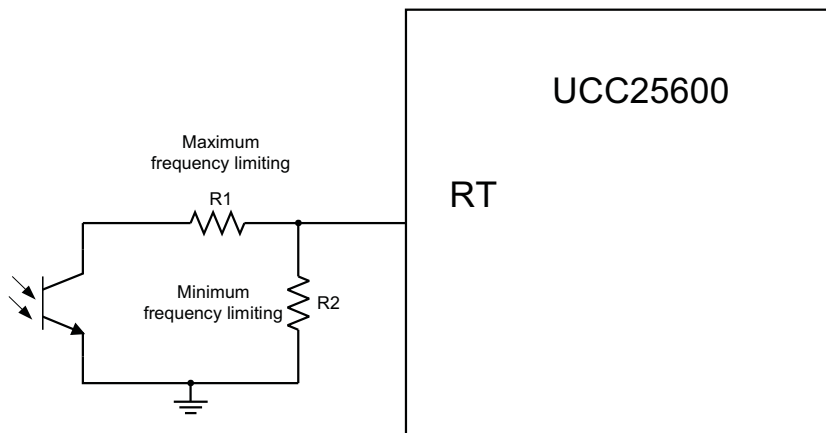 UCC25600
Maximum
frequency limiting
R1
RT
Minimum
frequency limiting
R2